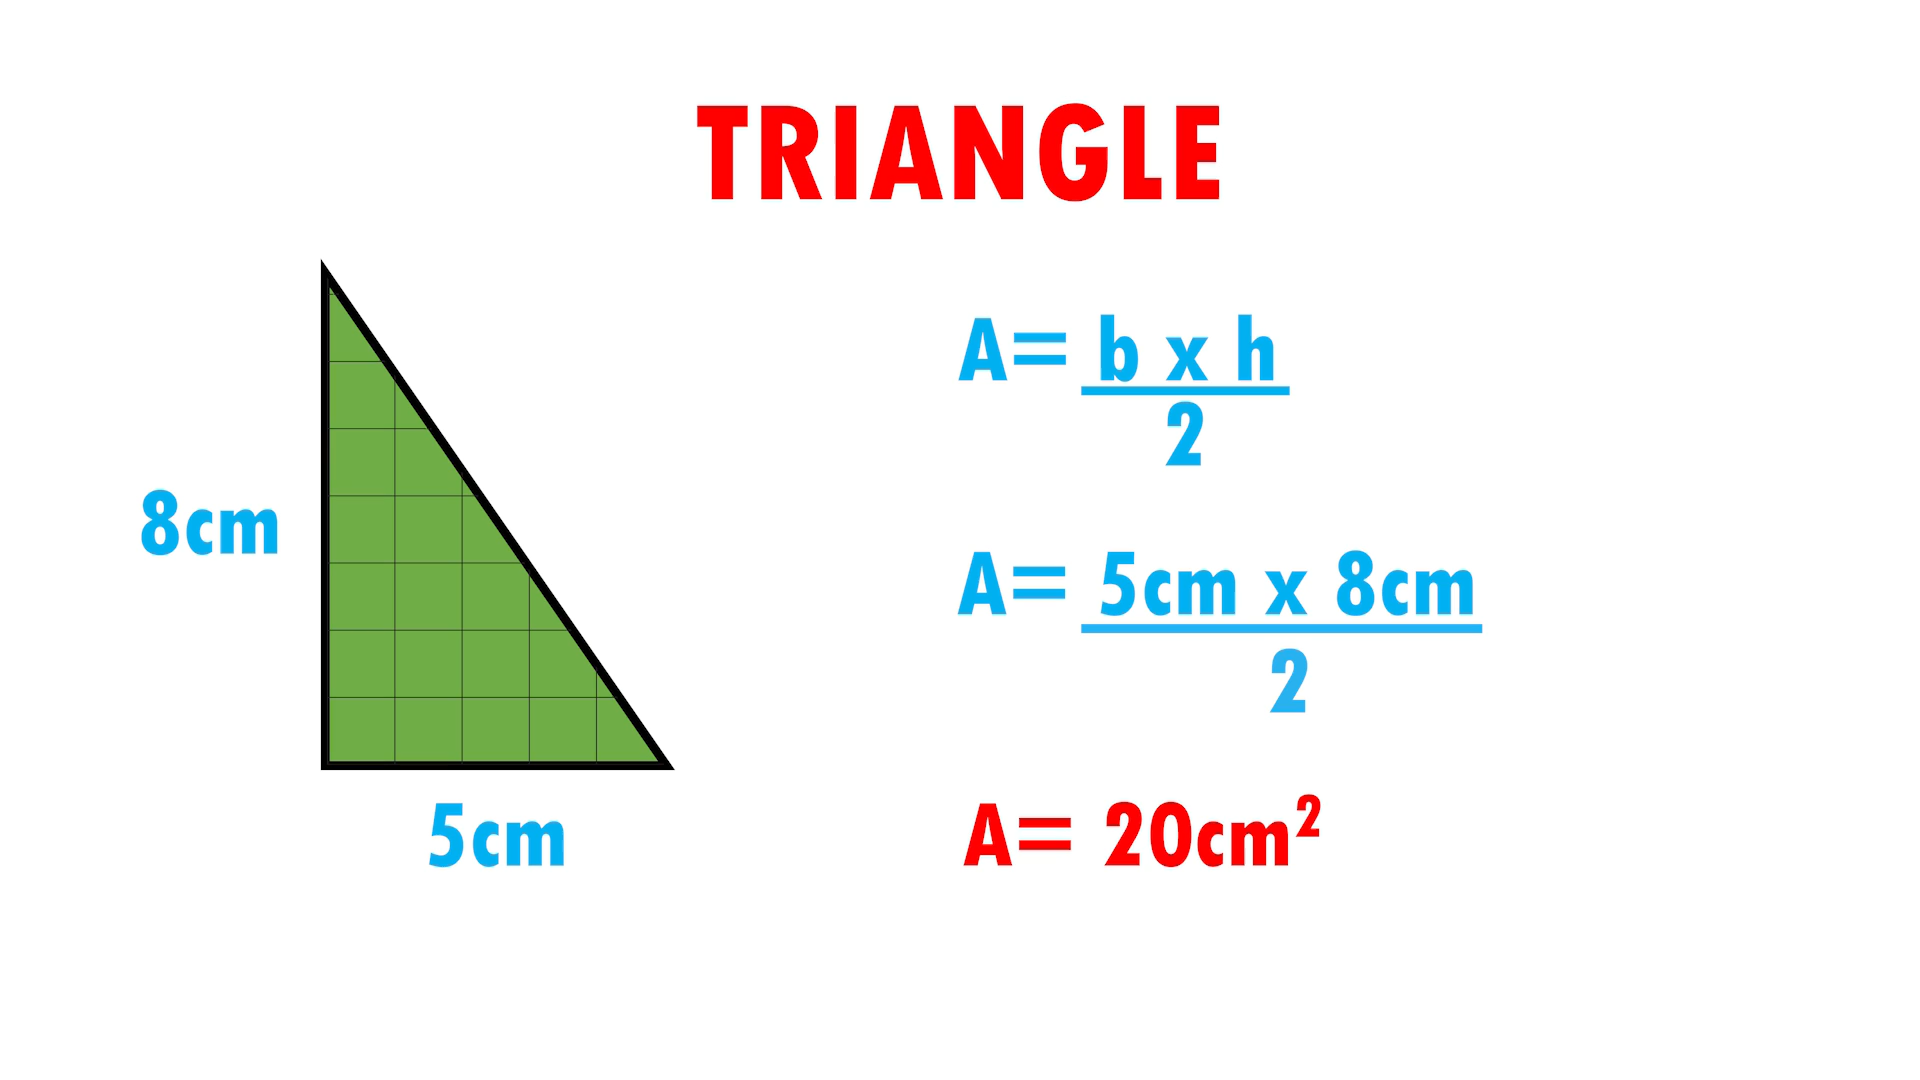 TRIANGLE
A= b x h
2
8cm
A= 5cm x 8cm
2
5cm
A= 20cm²